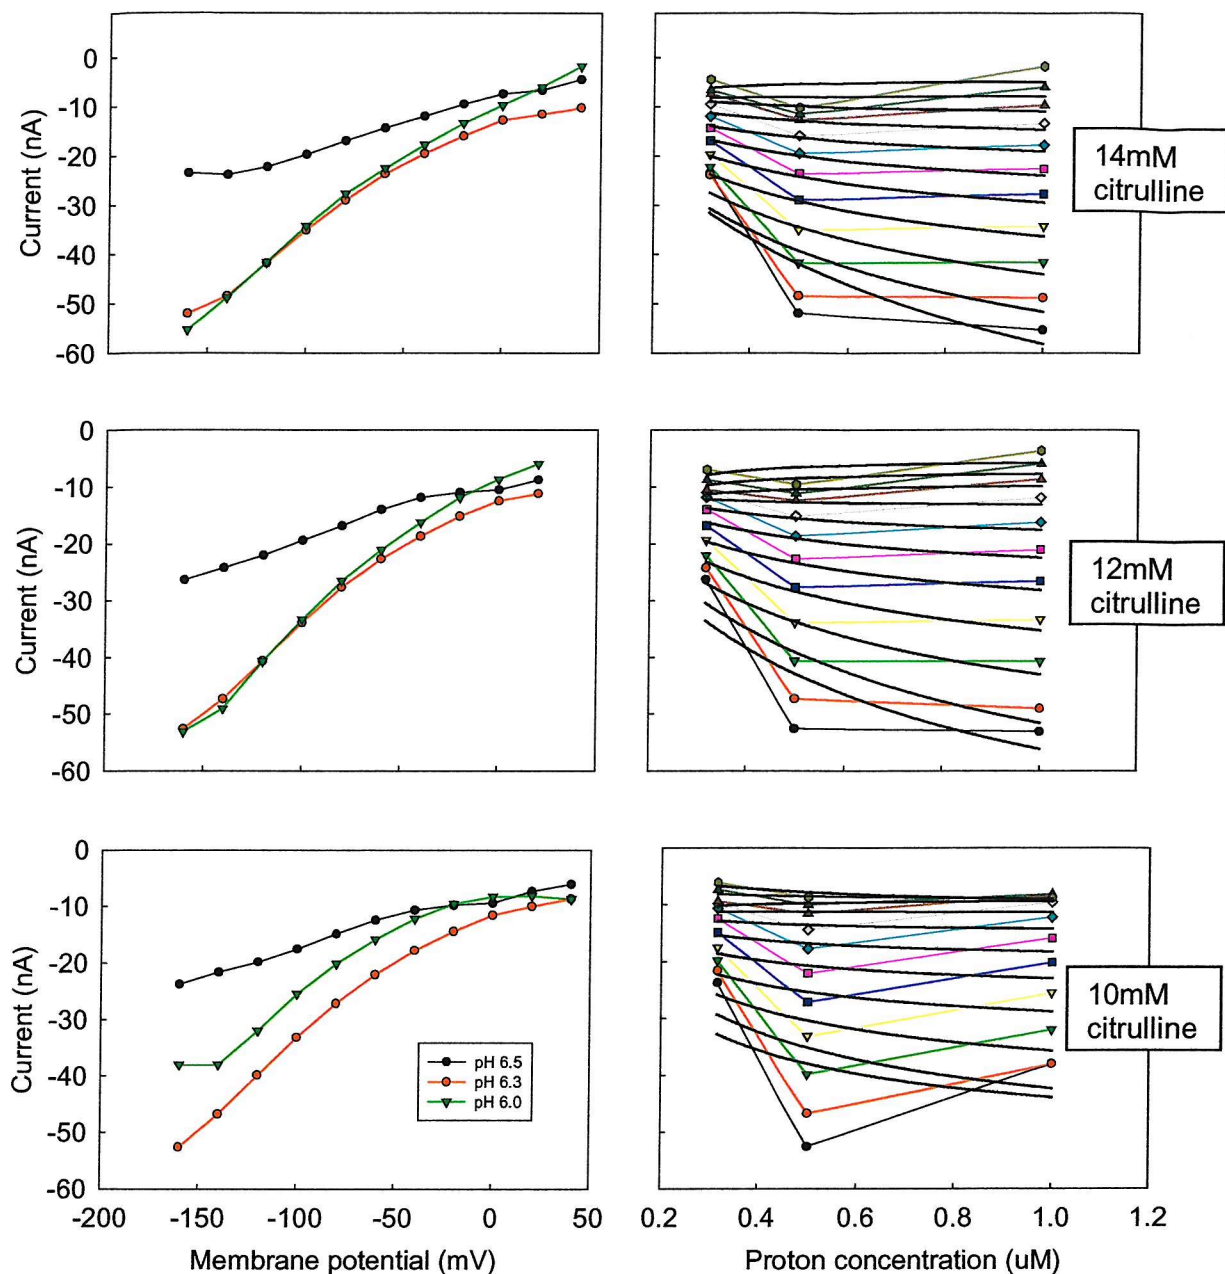 0
-10
-20
-30
-40
-50
-60
Current (nA)
14mM
citrulline
0
-10
-20
-30
-40
-50
-60
Current (nA)
12mM
citrulline
0
-10
-20
-30
-40
-50
-60
Current (nA)
pH 6.5
pH 6.3
pH 6.0
10mM
citrulline
-200 -150 -100 -50 0 50
0.2 0.4 0.6 0.8 1.0 1.2
Membrane potential (mV)
Proton concentration (uM)